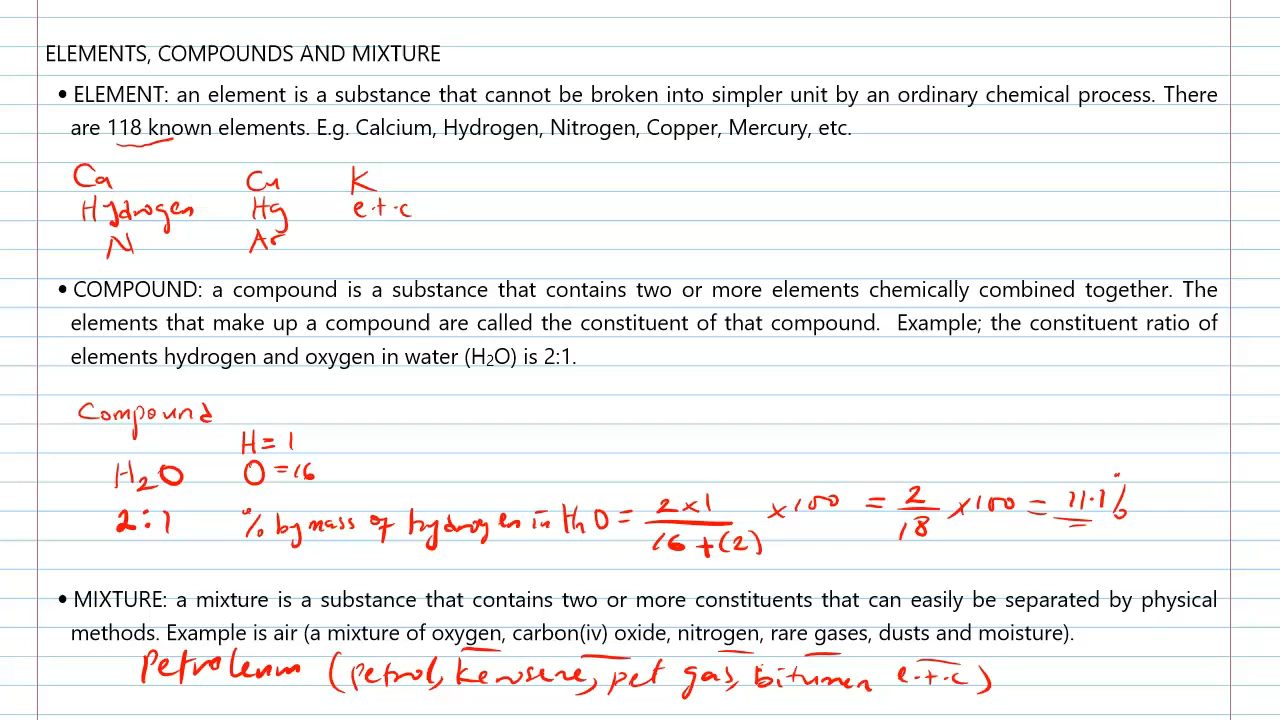 ELEMENTS, COMPOUNDS AND MIXTURE
• ELEMENT: an element is a substance that cannot be broken into simpler unit by an ordinary chemical process. There
are 118 known elements. E.g. Calcium, Hydrogen, Nitrogen, Copper, Mercury, etc.
Ca Cu K
Hydrogen Hg e.t.c
N Ar
• COMPOUND: a compound is a substance that contains two or more elements chemically combined together. The
elements that make up a compound are called the constituent of that compound. Example; the constituent ratio of
elements hydrogen and oxygen in water (H₂O) is 2:1.
Compound
H = 1
H₂O O = 16
2:1 % by mass of hydrogen in H₂O = 2 x 1 / 16 + (2) x 100 = 2 / 18 x 100 = 11.1%
• MIXTURE: a mixture is a substance that contains two or more constituents that can easily be separated by physical
methods. Example is air (a mixture of oxygen, carbon(iv) oxide, nitrogen, rare gases, dusts and moisture).
Petroleum (petrol, kerosene, pet gas, bitumen e.t.c)